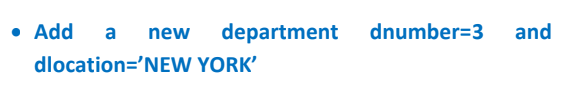 • Add a new department dnumber=3 and
dlocation=’NEW YORK’